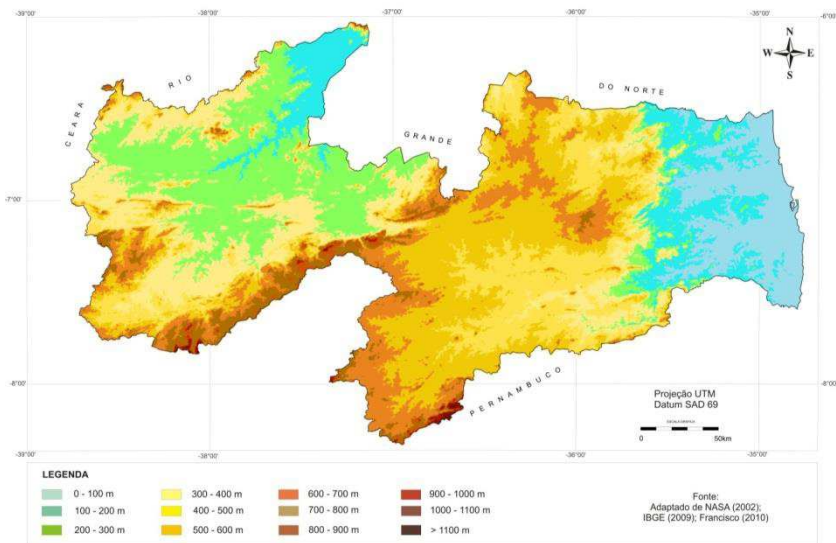 -39°00' -38°00' -37°00' -36°00' -35°00' -6°00'
N
W E
S
CEARÁ
RIO
GRANDE
DO NORTE
-7°00'
-8°00' -8°00'
PERNAMBUCO
Projeção UTM
Datum SAD 69
0 50km
-39°00' -38°00' -36°00' -35°00'
LEGENDA
0 - 100 m
100 - 200 m
200 - 300 m
300 - 400 m
400 - 500 m
500 - 600 m
600 - 700 m
700 - 800 m
800 - 900 m
900 - 1000 m
1000 - 1100 m
> 1100 m
Fonte:
Adaptado de NASA (2002);
IBGE (2009); Francisco (2010)